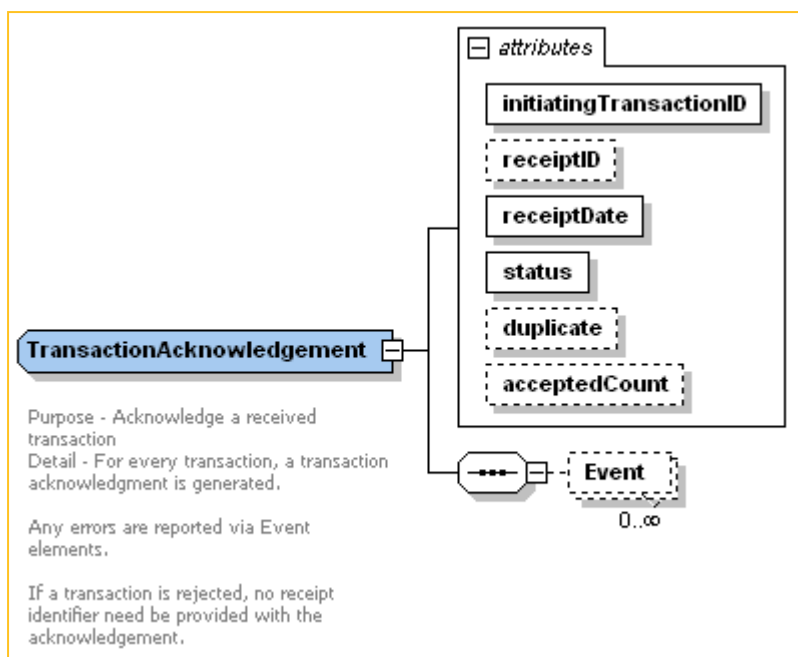 attributes
initiatingTransactionID
receiptID
receiptDate
status
duplicate
acceptedCount
TransactionAcknowledgement
Purpose - Acknowledge a received
transaction
Detail - For every transaction, a transaction
acknowledgment is generated.
Any errors are reported via Event
elements.
If a transaction is rejected, no receipt
identifier need be provided with the
acknowledgement.
Event
0..∞